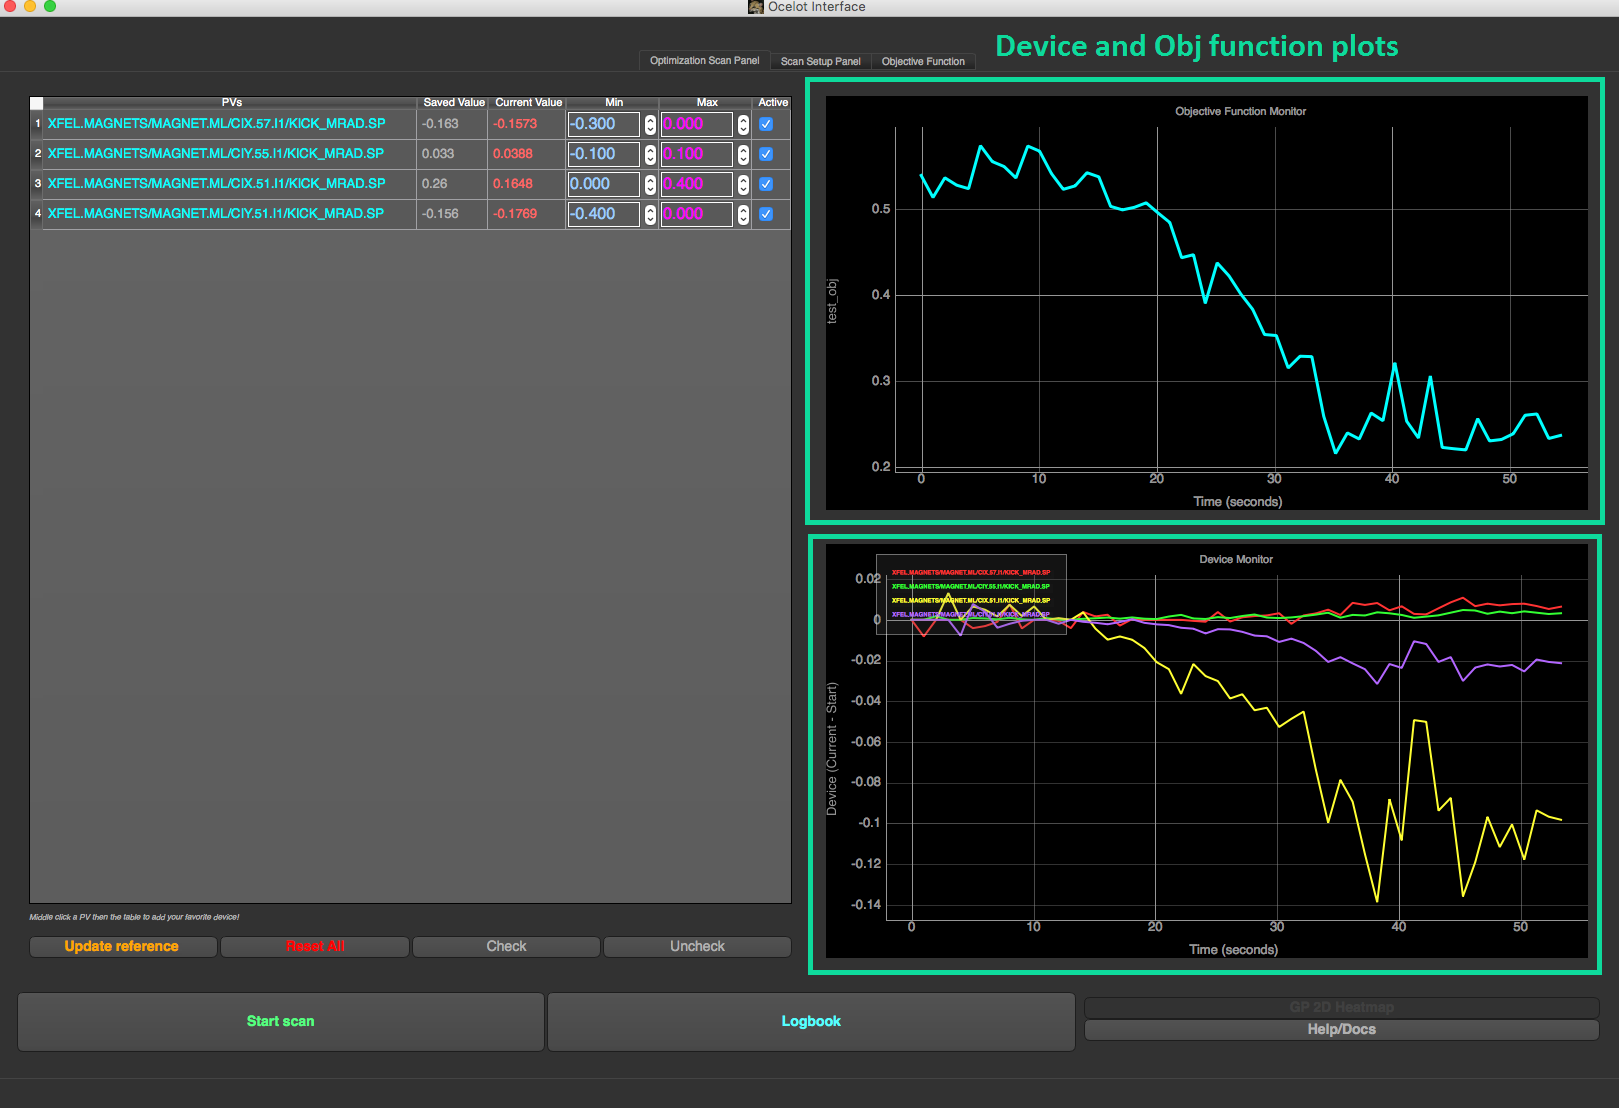 Ocelot Interface
Device and Obj function plots
Optimization Scan Panel Scan Setup Panel Objective Function
PVs Saved Value Current Value Min Max Active
1 XFEL.MAGNETS/MAGNET.ML/CIX.57.I1/KICK_MRAD.SP -0.163 -0.1573 -0.300 0.000
2 XFEL.MAGNETS/MAGNET.ML/CIY.55.I1/KICK_MRAD.SP 0.033 0.0388 -0.100 0.100
3 XFEL.MAGNETS/MAGNET.ML/CIX.51.I1/KICK_MRAD.SP 0.26 0.1648 0.000 0.400
4 XFEL.MAGNETS/MAGNET.ML/CIY.51.I1/KICK_MRAD.SP -0.156 -0.1769 -0.400 0.000
Middle click a PV then the table to add your favorite device!
Update reference Reset All Check Uncheck
Start scan Logbook
GP 2D Heatmap
Help/Docs
Objective Function Monitor
test_obj
0.5
0.4
0.3
0.2
0 10 20 30 40 50
Time (seconds)
Device Monitor
XFEL.MAGNETS/MAGNET.ML/CIX.57.I1/KICK_MRAD.SP
XFEL.MAGNETS/MAGNET.ML/CIY.55.I1/KICK_MRAD.SP
XFEL.MAGNETS/MAGNET.ML/CIX.51.I1/KICK_MRAD.SP
XFEL.MAGNETS/MAGNET.ML/CIY.51.I1/KICK_MRAD.SP
Device (Current - Start)
0.02
0
-0.02
-0.04
-0.06
-0.08
-0.1
-0.12
-0.14
0 10 20 30 40 50
Time (seconds)